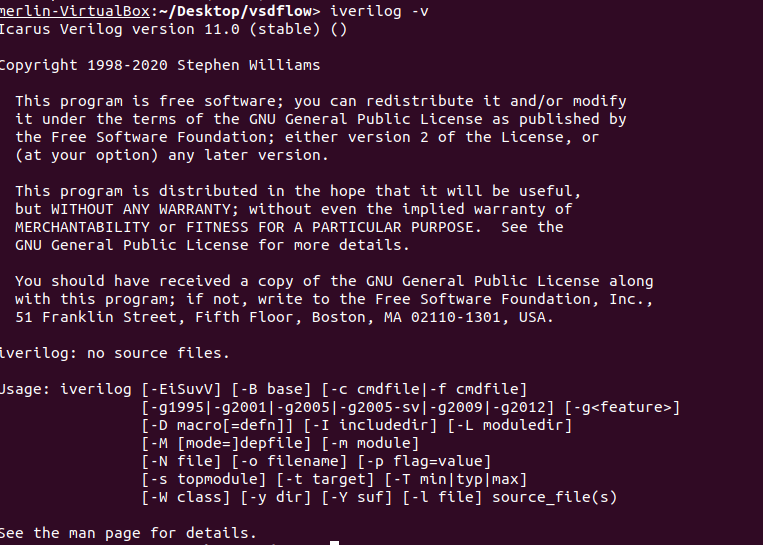 merlin-VirtualBox:~/Desktop/vsdflow> iverilog -v
Icarus Verilog version 11.0 (stable) ()
Copyright 1998-2020 Stephen Williams
This program is free software; you can redistribute it and/or modify
it under the terms of the GNU General Public License as published by
the Free Software Foundation; either version 2 of the License, or
(at your option) any later version.
This program is distributed in the hope that it will be useful,
but WITHOUT ANY WARRANTY; without even the implied warranty of
MERCHANTABILITY or FITNESS FOR A PARTICULAR PURPOSE.  See the
GNU General Public License for more details.
You should have received a copy of the GNU General Public License along
with this program; if not, write to the Free Software Foundation, Inc.,
51 Franklin Street, Fifth Floor, Boston, MA 02110-1301, USA.
iverilog: no source files.
Usage: iverilog [-EiSuvV] [-B base] [-c cmdfile|-f cmdfile]
[-g1995|-g2001|-g2005|-g2005-sv|-g2009|-g2012] [-g<feature>]
[-D macro[=defn]] [-I includedir] [-L moduledir]
[-M [mode=]depfile] [-m module]
[-N file] [-o filename] [-p flag=value]
[-s topmodule] [-t target] [-T min|typ|max]
[-W class] [-y dir] [-Y suf] [-l file] source_file(s)
See the man page for details.